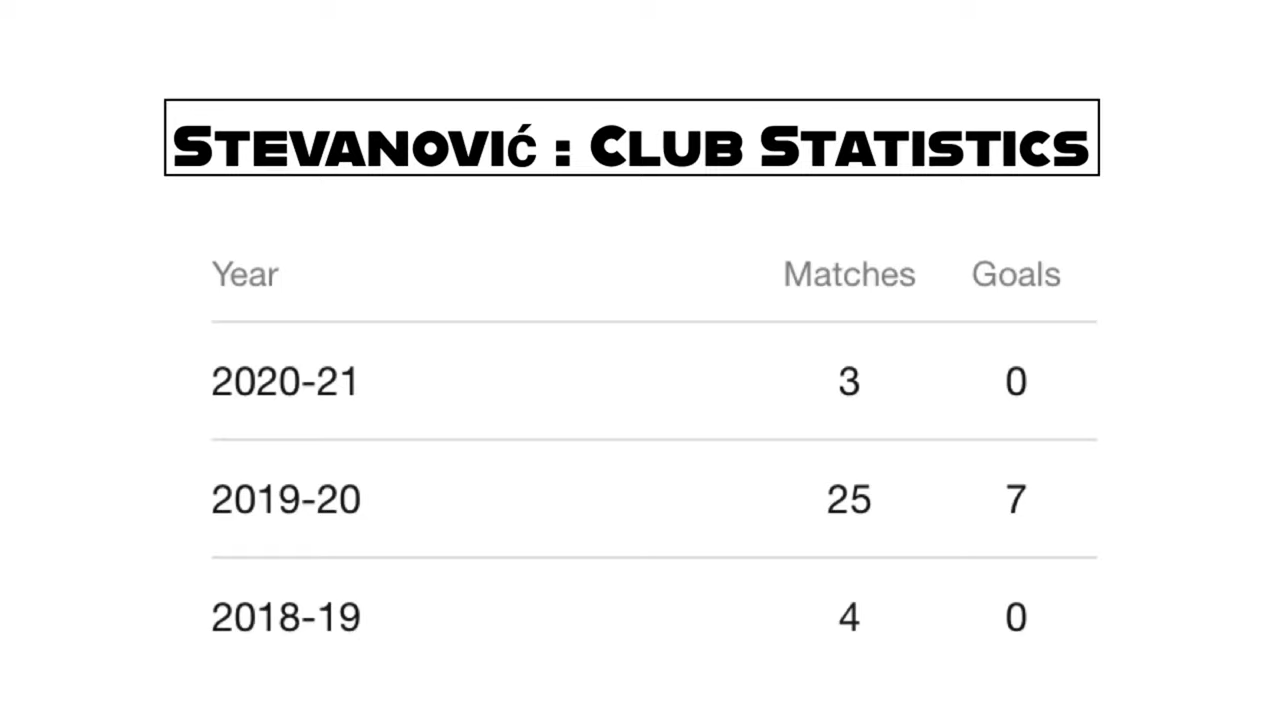 Stevanović : Club Statistics
Year Matches Goals
2020-21 3 0
2019-20 25 7
2018-19 4 0